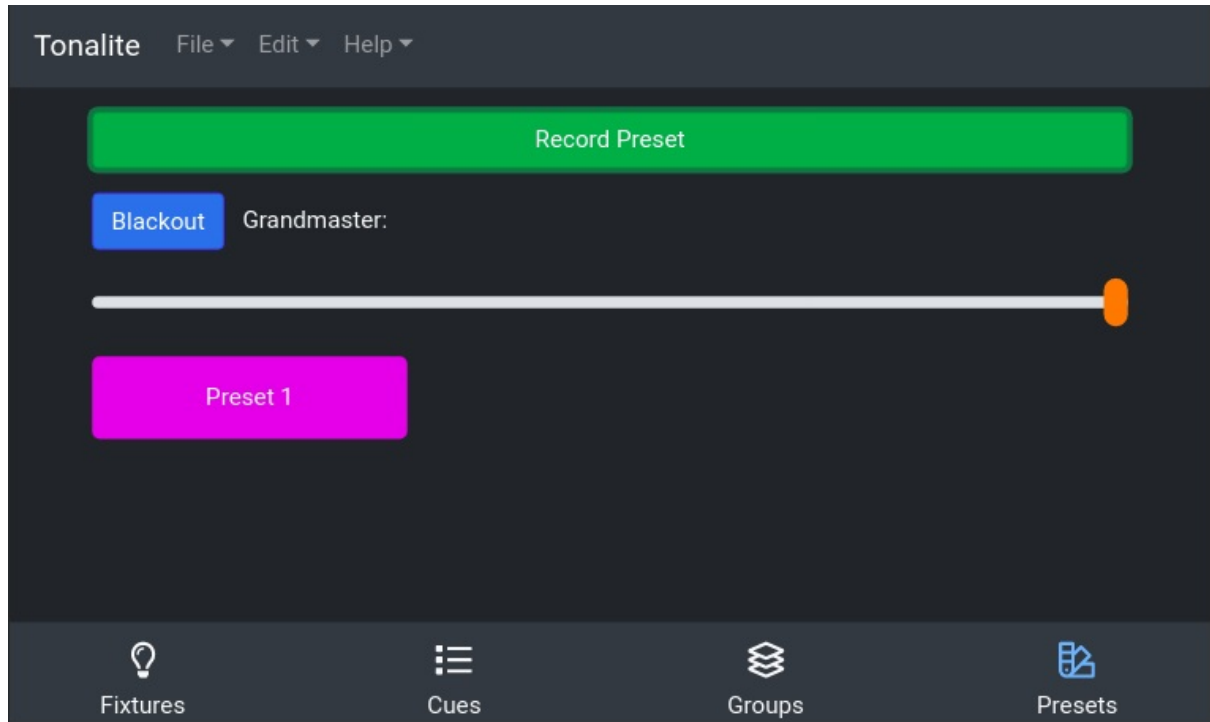 Tonalite File Edit Help
Record Preset
Blackout Grandmaster:
Preset 1
Fixtures Cues Groups Presets